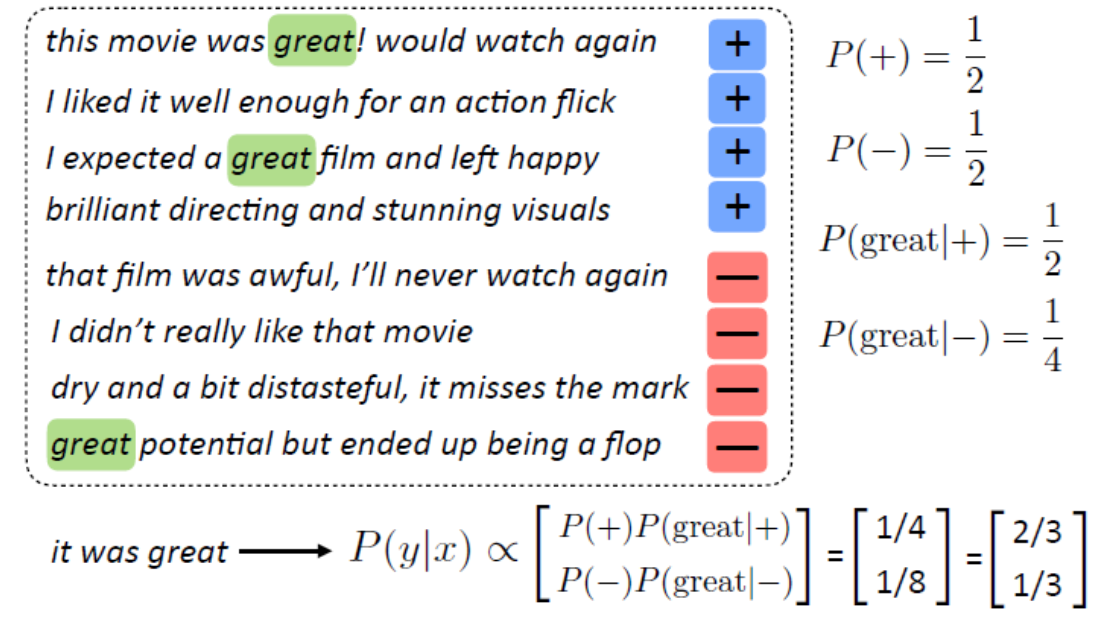 this movie was great! would watch again +
I liked it well enough for an action flick +
I expected a great film and left happy +
brilliant directing and stunning visuals +
that film was awful, I'll never watch again —
I didn't really like that movie —
dry and a bit distasteful, it misses the mark —
great potential but ended up being a flop —
P(+) = 1/2
P(−) = 1/2
P(great|+) = 1/2
P(great|−) = 1/4
it was great → P(y|x) ∝ [P(+)P(great|+) P(−)P(great|−)] = [1/4 1/8] = [2/3 1/3]